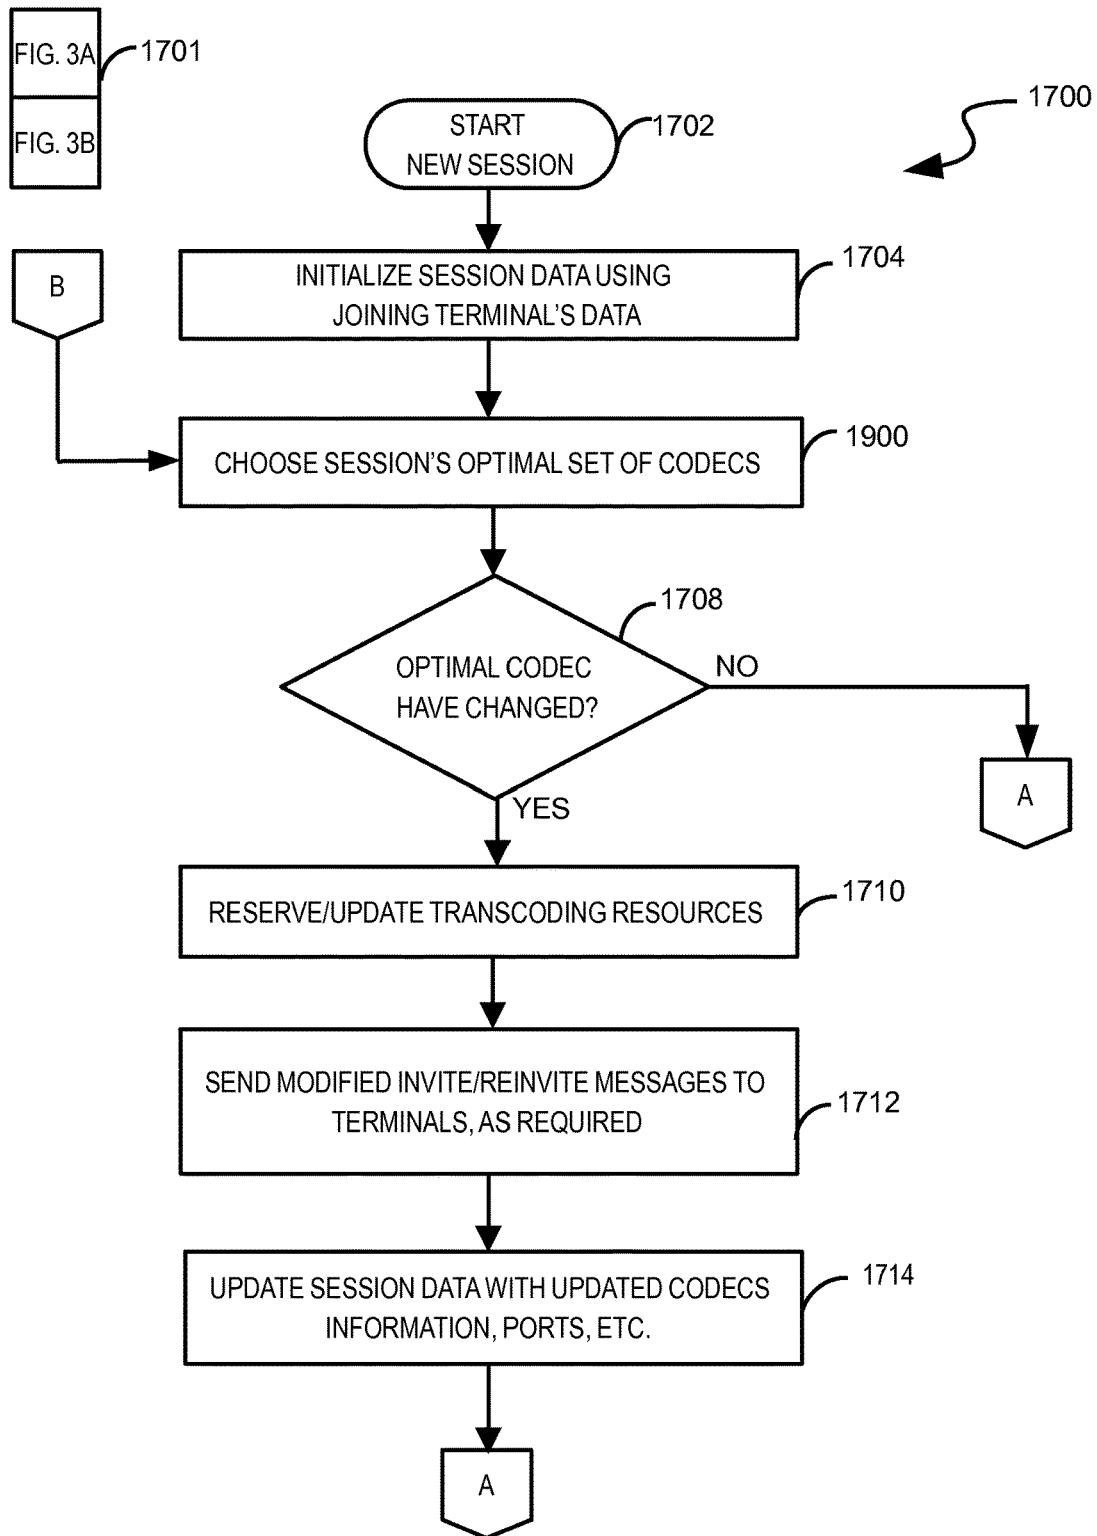 FIG. 3A
1701
FIG. 3B
START
NEW SESSION
1702
1700
B
INITIALIZE SESSION DATA USING
JOINING TERMINAL'S DATA
1704
CHOOSE SESSION'S OPTIMAL SET OF CODECS
1900
OPTIMAL CODEC
HAVE CHANGED?
1708
NO
A
YES
RESERVE/UPDATE TRANSCODING RESOURCES
1710
SEND MODIFIED INVITE/REINVITE MESSAGES TO
TERMINALS, AS REQUIRED
1712
UPDATE SESSION DATA WITH UPDATED CODECS
INFORMATION, PORTS, ETC.
1714
A